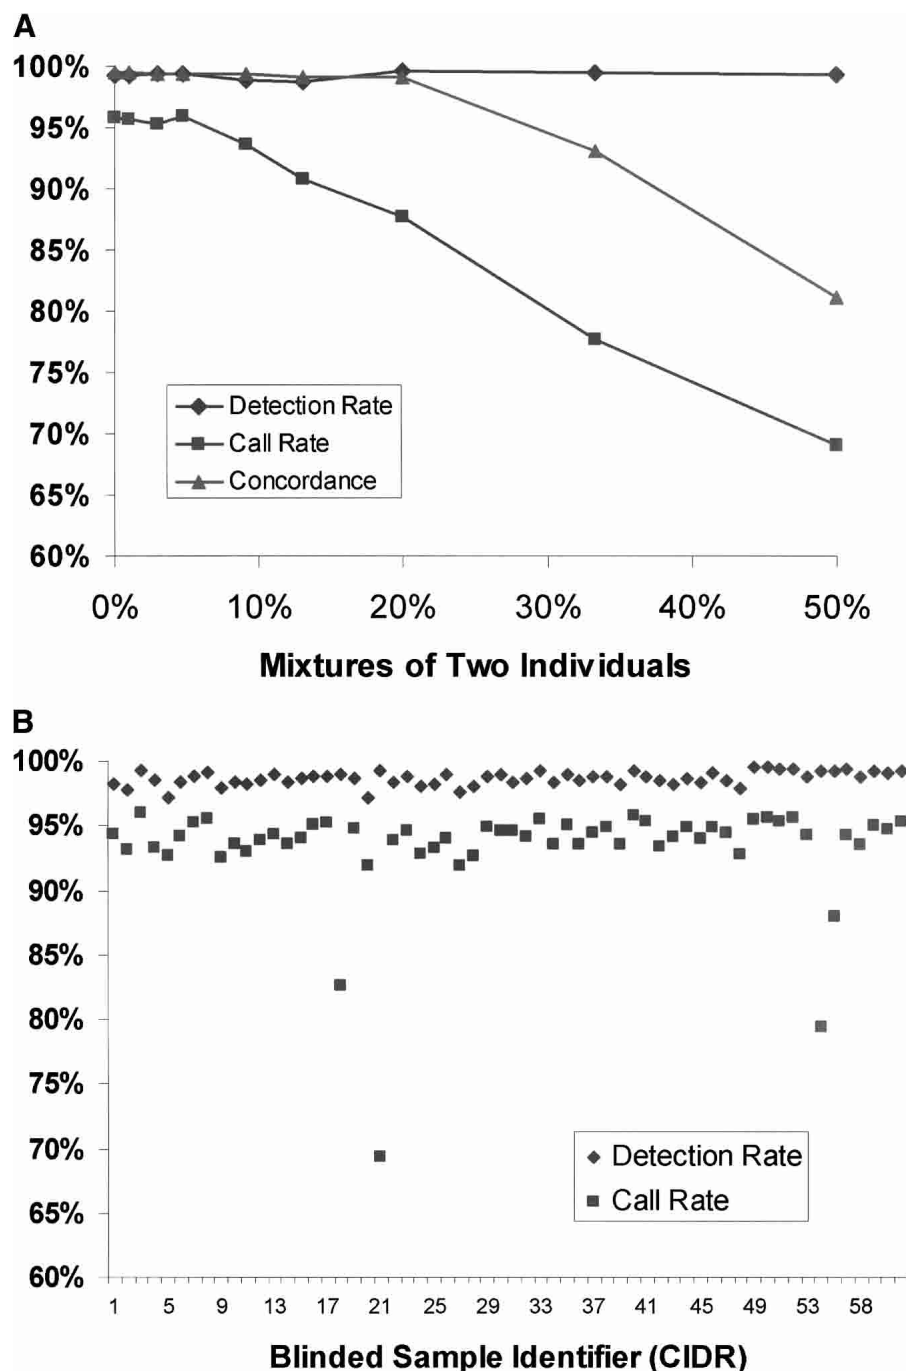 A
100%
95%
90%
85%
80%
75%
70%
65%
60%
Detection Rate
Call Rate
Concordance
0% 10% 20% 30% 40% 50%
Mixtures of Two Individuals
B
100%
95%
90%
85%
80%
75%
70%
65%
60%
Detection Rate
Call Rate
1 5 9 13 17 21 25 29 33 37 41 45 49 53 58
Blinded Sample Identifier (CIDR)